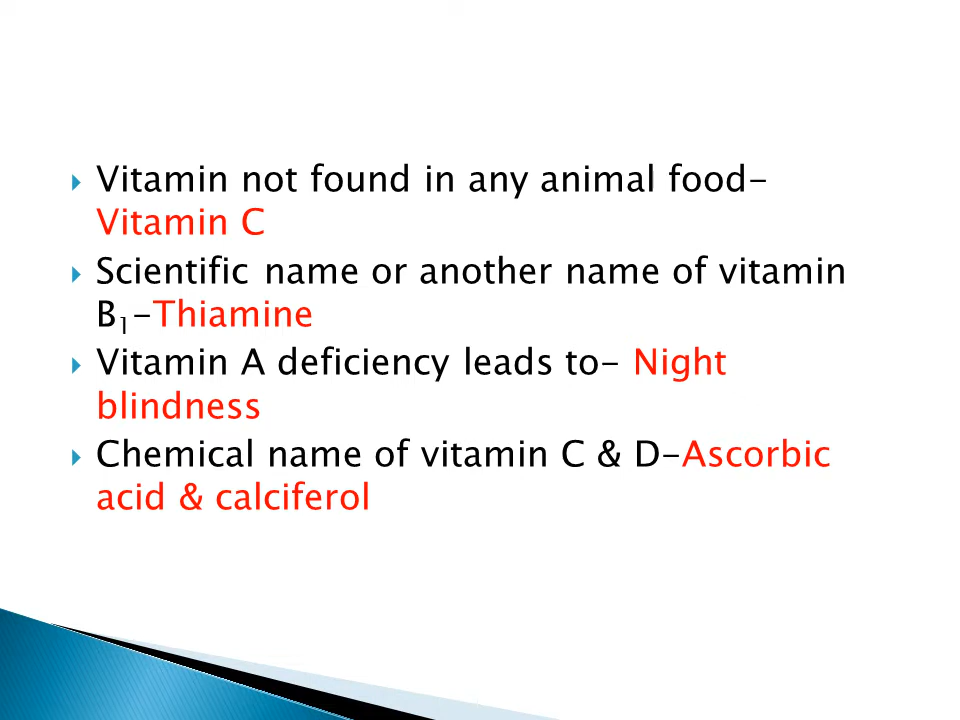 Vitamin not found in any animal food-
Vitamin C
Scientific name or another name of vitamin
B₁-Thiamine
Vitamin A deficiency leads to- Night
blindness
Chemical name of vitamin C & D-Ascorbic
acid & calciferol